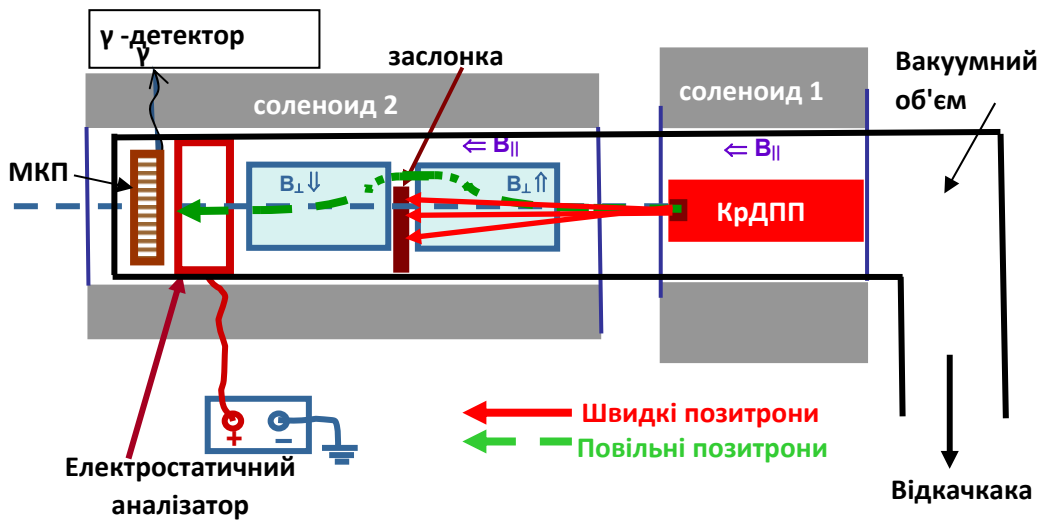 γ -детектор
γ
заслонка
Вакуумний
об'єм
соленоид 2
соленоид 1
МКП
⇐ B||
⇐ B||
B⊥ ⇓
B⊥ ⇑
КрДПП
+
–
Швидкі позитрони
Повільні позитрони
Електростатичний
аналізатор
Відкачкака